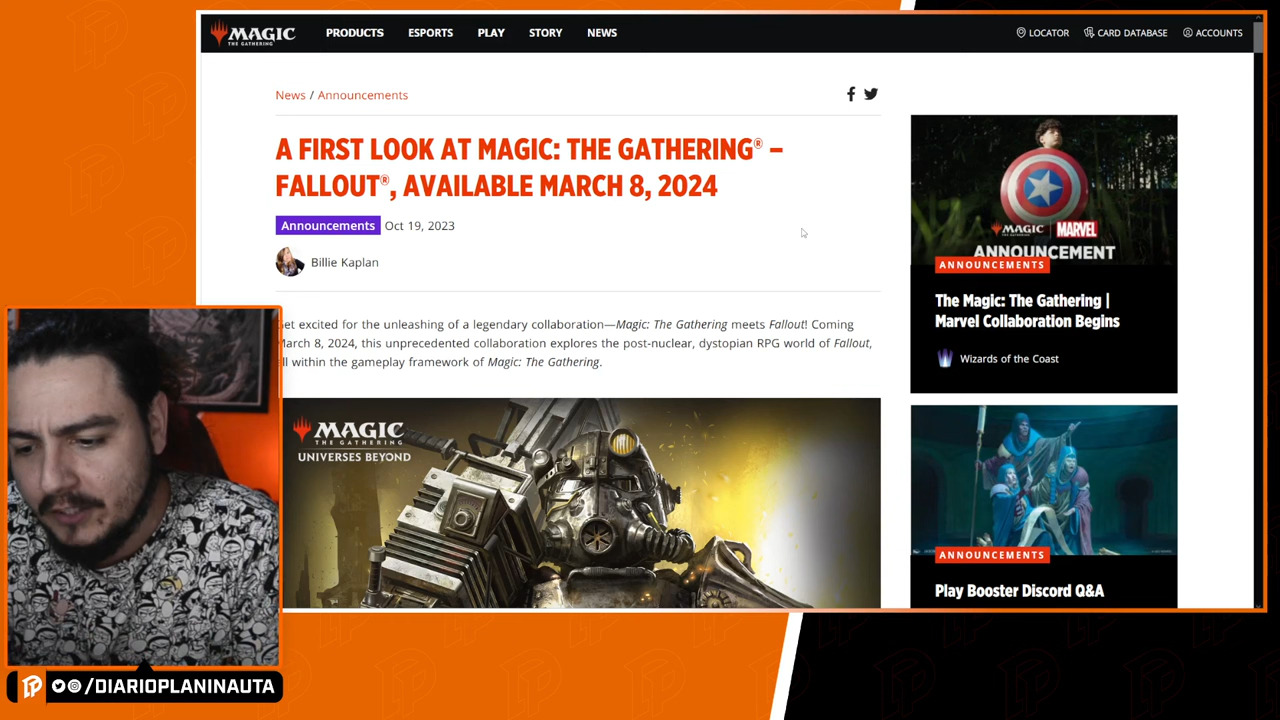 MAGIC
THE GATHERING
PRODUCTS
ESPORTS
PLAY
STORY
NEWS
LOCATOR
CARD DATABASE
ACCOUNTS
News / Announcements
A FIRST LOOK AT MAGIC: THE GATHERING® –
FALLOUT®, AVAILABLE MARCH 8, 2024
Announcements Oct 19, 2023
Billie Kaplan
et excited for the unleashing of a legendary collaboration—Magic: The Gathering meets Fallout! Coming
March 8, 2024, this unprecedented collaboration explores the post-nuclear, dystopian RPG world of Fallout,
ll within the gameplay framework of Magic: The Gathering.
MAGIC
THE GATHERING
UNIVERSES BEYOND
MAGIC
THE GATHERING
MARVEL
ANNOUNCEMENT
ANNOUNCEMENTS
The Magic: The Gathering |
Marvel Collaboration Begins
Wizards of the Coast
ANNOUNCEMENTS
Play Booster Discord Q&A
/DIARIOPLANINAUTA